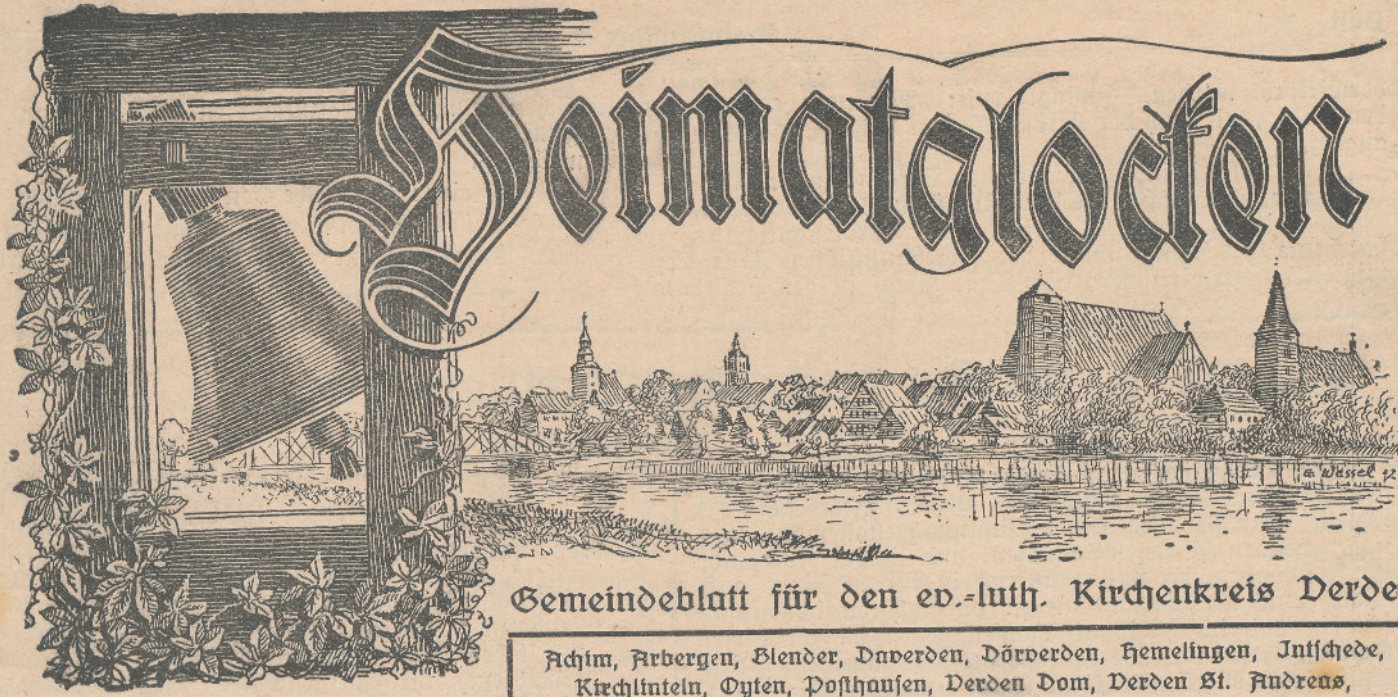 Heimatglocken
Wessel
Gemeindeblatt für den ev.=luth. Kirchenkreis Verde
Achim, Arbergen, Blender, Daverden, Dörverden, Hemelingen, Intschede,
Kirchlinteln, Oyten, Posthausen, Verden Dom, Verden St. Andreas,